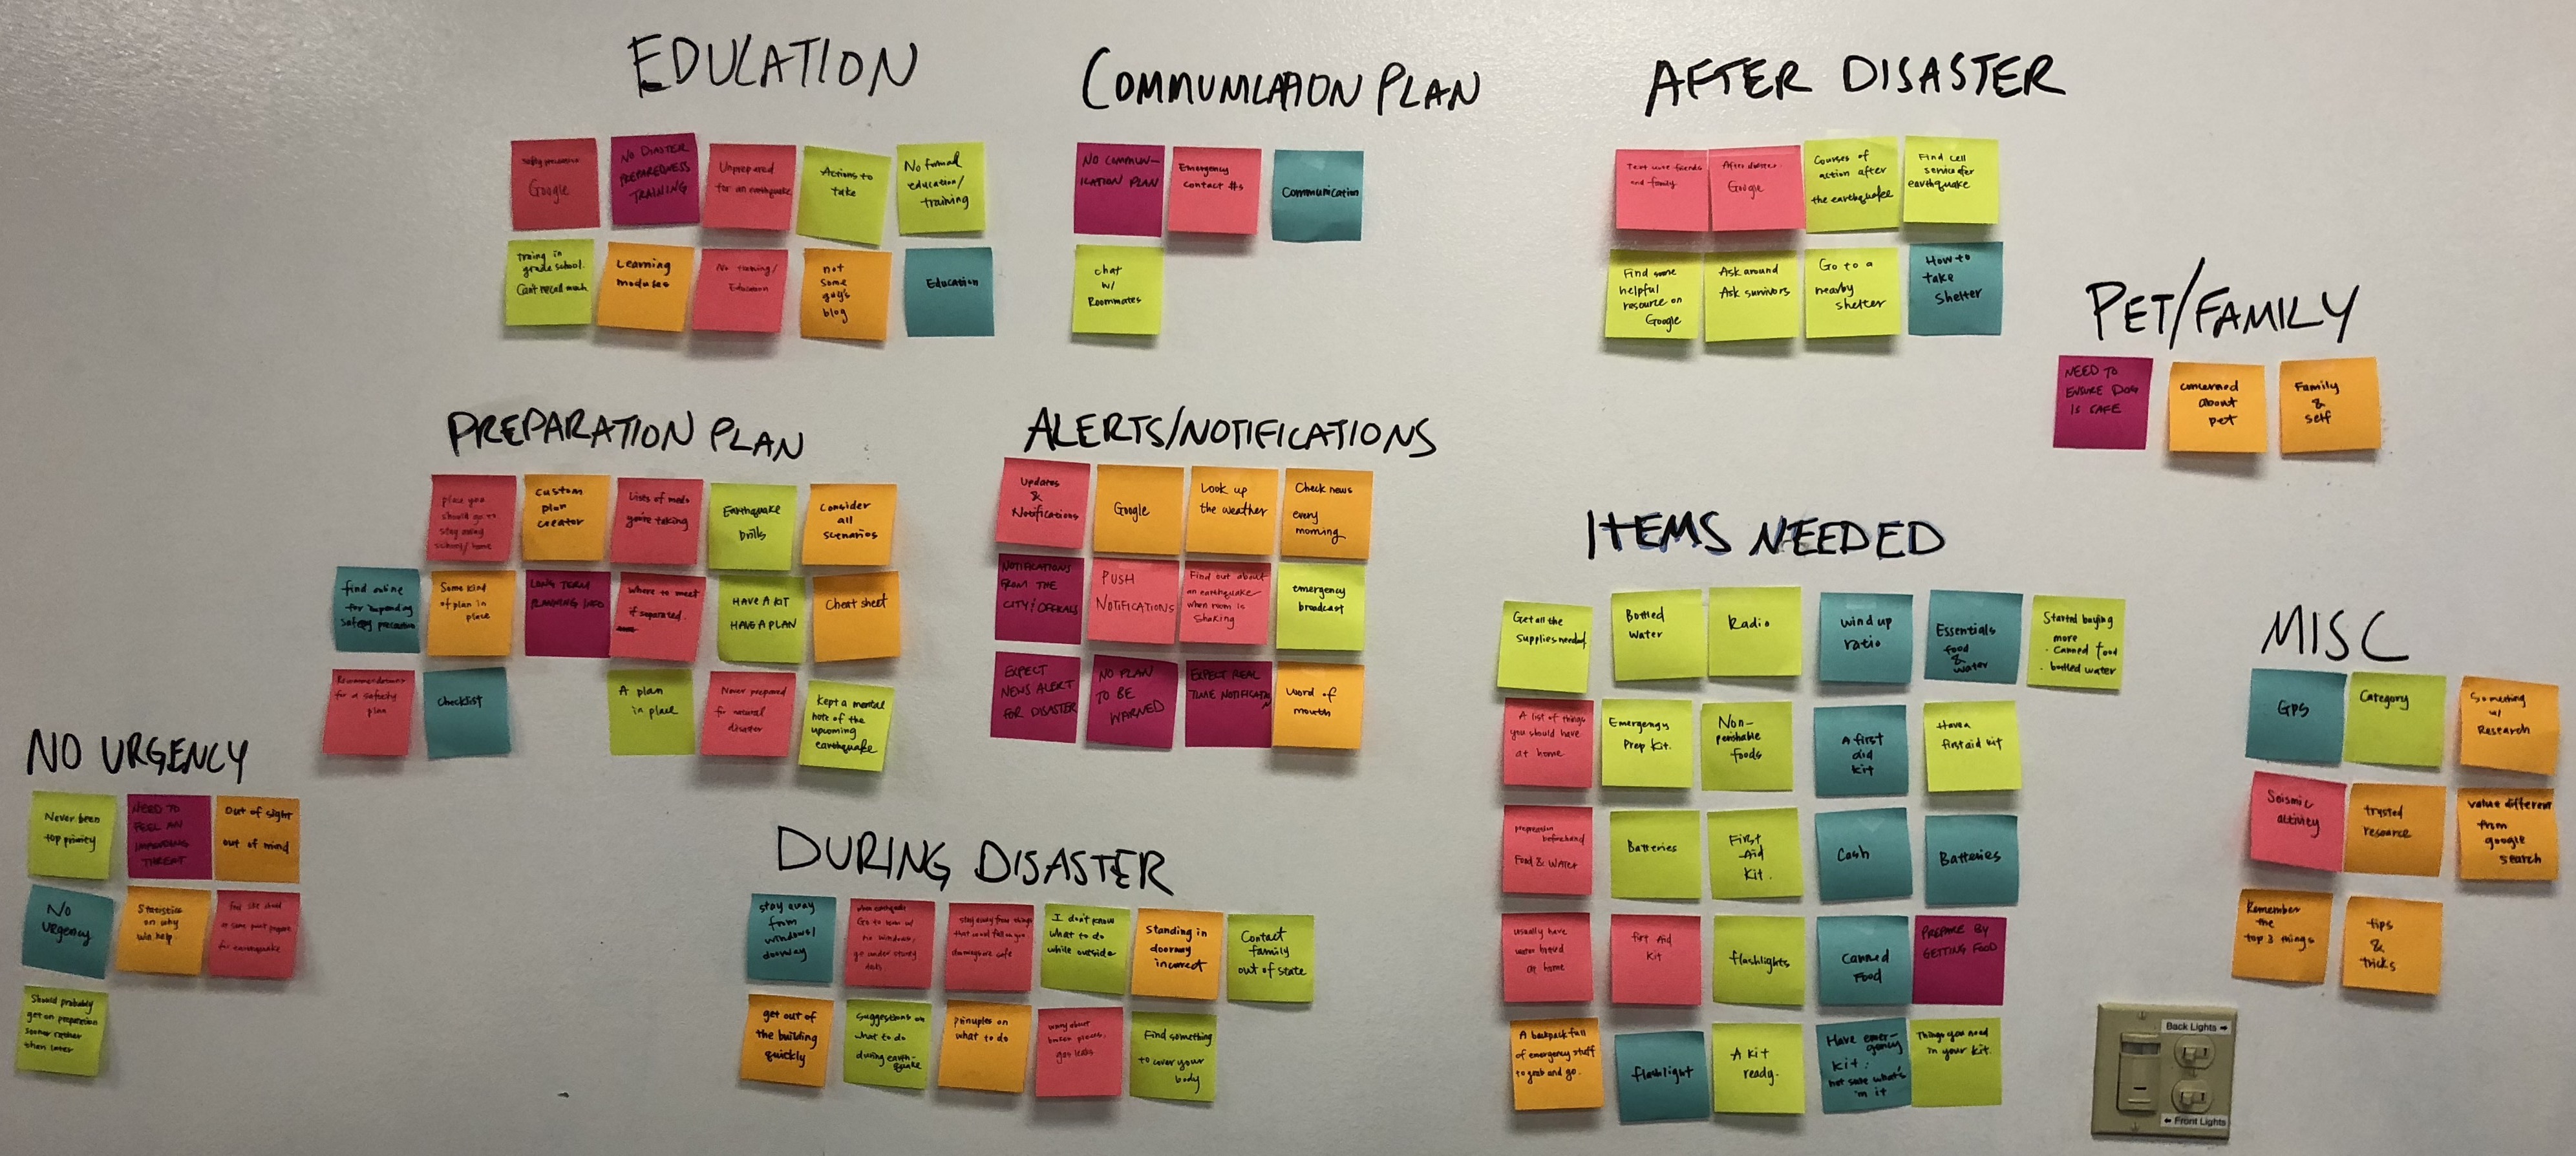 EDUCATION
Safety precaution
Google
NO DIASTER
PREPAREDNESS
TRAINING
Unprepared
for an earthquake
Actions to
take
No formal
education/
training
Traing in
grade school.
Can't recall much
Learning
modules
No training/
Education
not
some
guy's
blog
Education
COMMUNICATION PLAN
NO COMMUN-
ICATION PLAN
Emergency
contact #s
Communication
chat
w/
Roommates
AFTER DISASTER
Text your friends
and family
After disaster
Google
Courses of
action after
the earthquake
Find cell
service after
earthquake
Find some
helpful
resource on
Google
Ask around
Ask survivors
Go to a
nearby
shelter
How to
take
Shelter
PET/FAMILY
NEED TO
ENSURE DOG
IS SAFE
concerned
about
pet
Family
&
self
PREPARATION PLAN
place you
should go to
stay during
school/home
custom
plan
creator
Lists of meds
you're taking
Earthquake
Drills
Consider
all
scenarios
find online
for impending
safety precaution
Some kind
of plan in
place
LONG TERM
PLANNING INFO
where to meet
if separated.
HAVE A KIT
HAVE A PLAN
Cheat sheet
Recommendations
for a safety
plan
checklist
A plan
in place
Never prepared
for natural
disaster
Kept a mental
note of the
upcoming
earthquake
ALERTS/NOTIFICATIONS
Updates
&
Notifications
Google
Look up
the weather
Check news
every
morning
NOTIFICATIONS
FROM THE
CITY/OFFICIALS
PUSH
NOTIFICATIONS
Find out about
an earthquake
when room is
Shaking
emergency
broadcast
EXPECT
NEWS ALERT
FOR DISASTER
NO PLAN
TO BE
WARNED
EXPECT REAL
TIME NOTIFICATION
word of
mouth
ITEMS NEEDED
Get all the
supplies needed
Bottled
Water
Radio
wind up
ratio
Essentials
food
&
water
Started buying
more
- canned food
- bottled water
A list of things
you should have
at home
Emergency
Prep Kit.
Non-
perishable
foods
A first
aid
kit
Have a
first aid kit
preparation
beforehand
Food & Water
Batteries
First
Aid
Kit.
Cash
Batteries
usually have
water heard
at home
first Aid
Kit
flashlights
Canned
Food
PREPARE BY
GETTING FOOD
A backpack full
of emergency stuff
to grab and go.
flashlight
A kit
ready.
Have emer-
gency
kit:
not sure what's
in it
Things you need
in your kit.
MISC
GPS
Category
Something
w/
Research
Seismic
activity
trusted
resource
value different
from
google
search
Remember
the
top 3 things
tips
&
tricks
NO URGENCY
Never been
top priority
NEED TO
FEEL AN
IMPENDING
THREAT
out of sight
out of mind
No
Urgency
Statistics
on why
will help.
feel like should
at some point prepare
for earthquake
Should probably
get on preparation
sooner rather
than later
DURING DISASTER
stay away
from
windows/
doorway
Go to room w/
no windows,
go under sturdy
desk
stay away from things
that could fall on you
I don't know
what to do
while outside
Standing in
doorway
incorrect
Contact
family
out of state
get out of
the building
quickly
Suggestions on
what to do
during earth-
quake
principles on
what to do
worry about
broken pieces,
gas leaks
Find something
to cover your
body
Back Lights →
← Front Lights